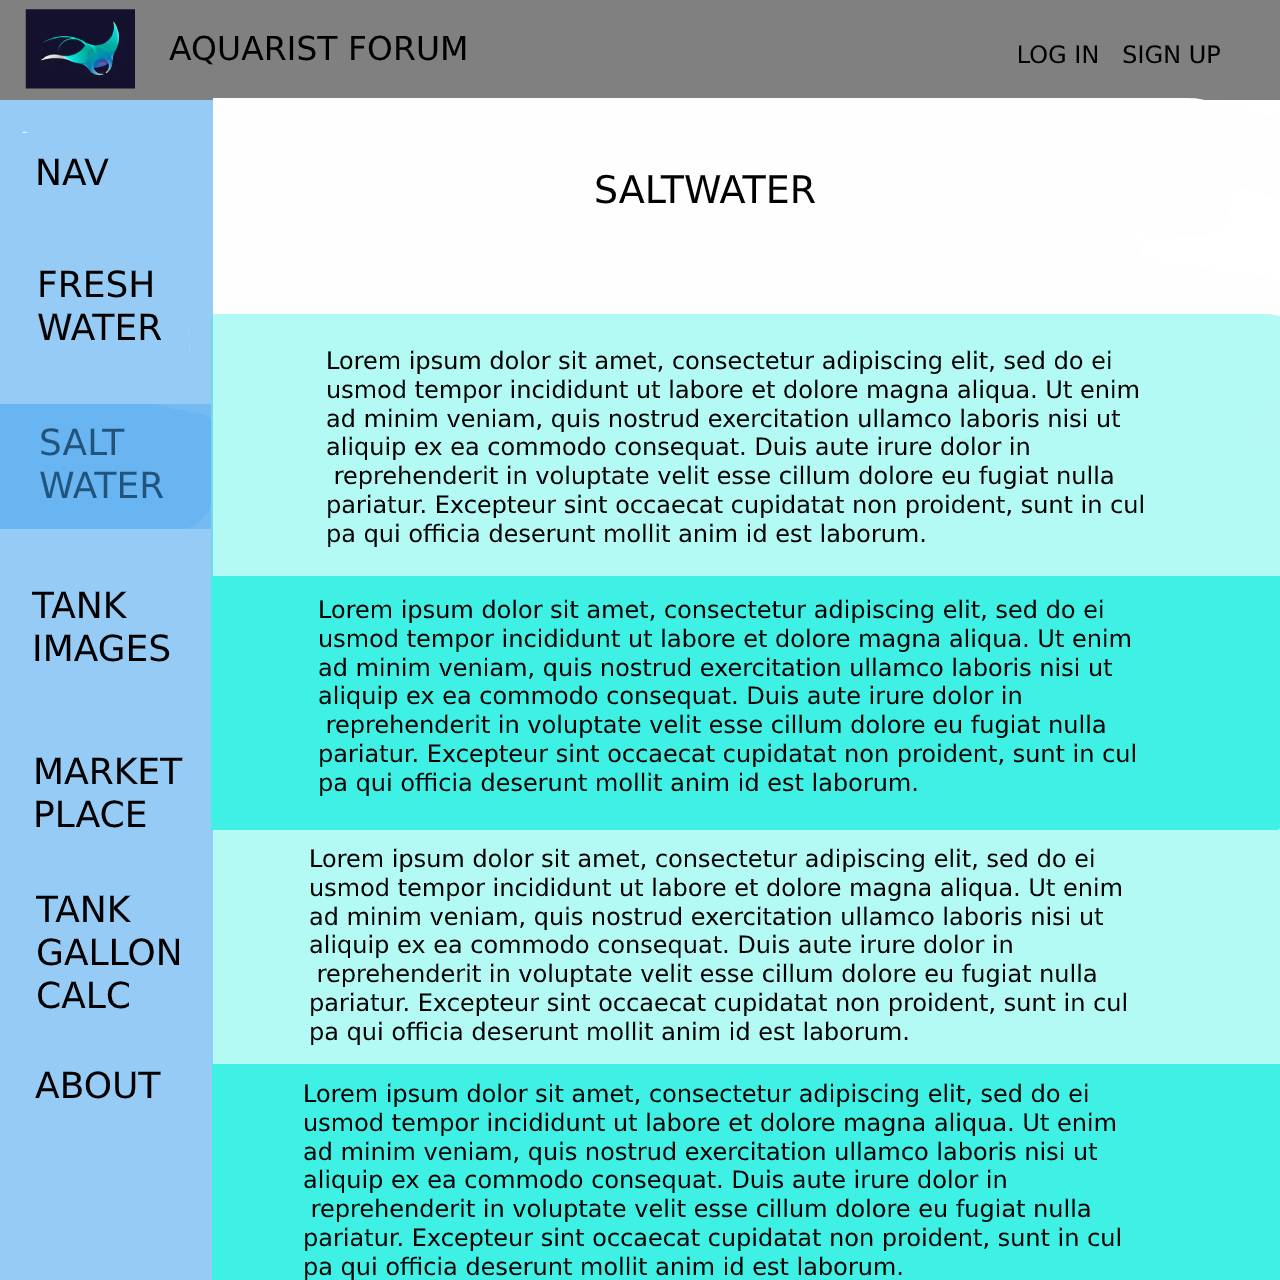 AQUARIST FORUM
LOG IN SIGN UP
NAV
FRESH
WATER
SALT
WATER
TANK
IMAGES
MARKET
PLACE
TANK
GALLON
CALC
ABOUT
SALTWATER
Lorem ipsum dolor sit amet, consectetur adipiscing elit, sed do ei
usmod tempor incididunt ut labore et dolore magna aliqua. Ut enim
ad minim veniam, quis nostrud exercitation ullamco laboris nisi ut
aliquip ex ea commodo consequat. Duis aute irure dolor in
reprehenderit in voluptate velit esse cillum dolore eu fugiat nulla
pariatur. Excepteur sint occaecat cupidatat non proident, sunt in cul
pa qui officia deserunt mollit anim id est laborum.
Lorem ipsum dolor sit amet, consectetur adipiscing elit, sed do ei
usmod tempor incididunt ut labore et dolore magna aliqua. Ut enim
ad minim veniam, quis nostrud exercitation ullamco laboris nisi ut
aliquip ex ea commodo consequat. Duis aute irure dolor in
reprehenderit in voluptate velit esse cillum dolore eu fugiat nulla
pariatur. Excepteur sint occaecat cupidatat non proident, sunt in cul
pa qui officia deserunt mollit anim id est laborum.
Lorem ipsum dolor sit amet, consectetur adipiscing elit, sed do ei
usmod tempor incididunt ut labore et dolore magna aliqua. Ut enim
ad minim veniam, quis nostrud exercitation ullamco laboris nisi ut
aliquip ex ea commodo consequat. Duis aute irure dolor in
reprehenderit in voluptate velit esse cillum dolore eu fugiat nulla
pariatur. Excepteur sint occaecat cupidatat non proident, sunt in cul
pa qui officia deserunt mollit anim id est laborum.
Lorem ipsum dolor sit amet, consectetur adipiscing elit, sed do ei
usmod tempor incididunt ut labore et dolore magna aliqua. Ut enim
ad minim veniam, quis nostrud exercitation ullamco laboris nisi ut
aliquip ex ea commodo consequat. Duis aute irure dolor in
reprehenderit in voluptate velit esse cillum dolore eu fugiat nulla
pariatur. Excepteur sint occaecat cupidatat non proident, sunt in cul
pa qui officia deserunt mollit anim id est laborum.